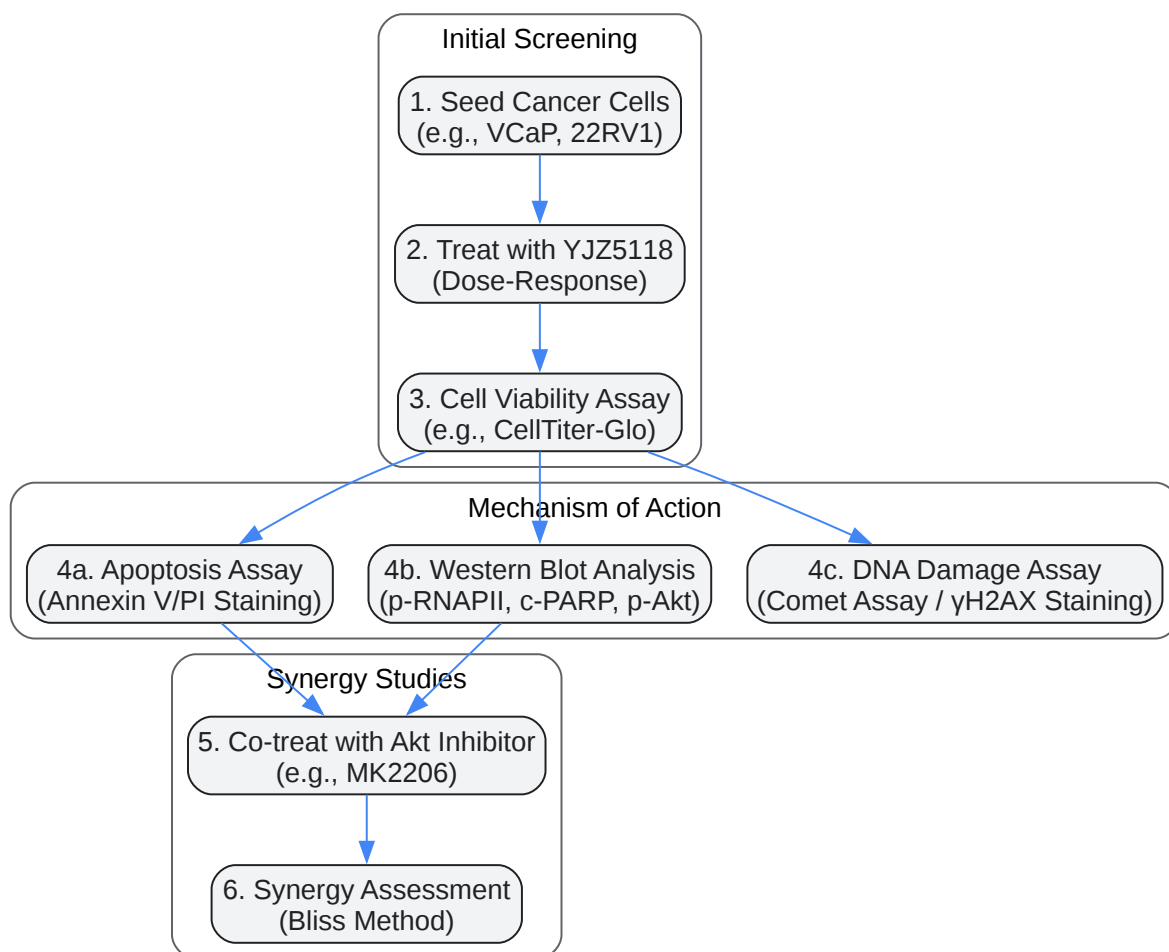 Initial Screening
1. Seed Cancer Cells
(e.g., VCaP, 22RV1)
2. Treat with YJZ5118
(Dose-Response)
3. Cell Viability Assay
(e.g., CellTiter-Glo)
Mechanism of Action
4a. Apoptosis Assay
(Annexin V/PI Staining)
4b. Western Blot Analysis
(p-RNAPII, c-PARP, p-Akt)
4c. DNA Damage Assay
(Comet Assay / γH2AX Staining)
Synergy Studies
5. Co-treat with Akt Inhibitor
(e.g., MK2206)
6. Synergy Assessment
(Bliss Method)